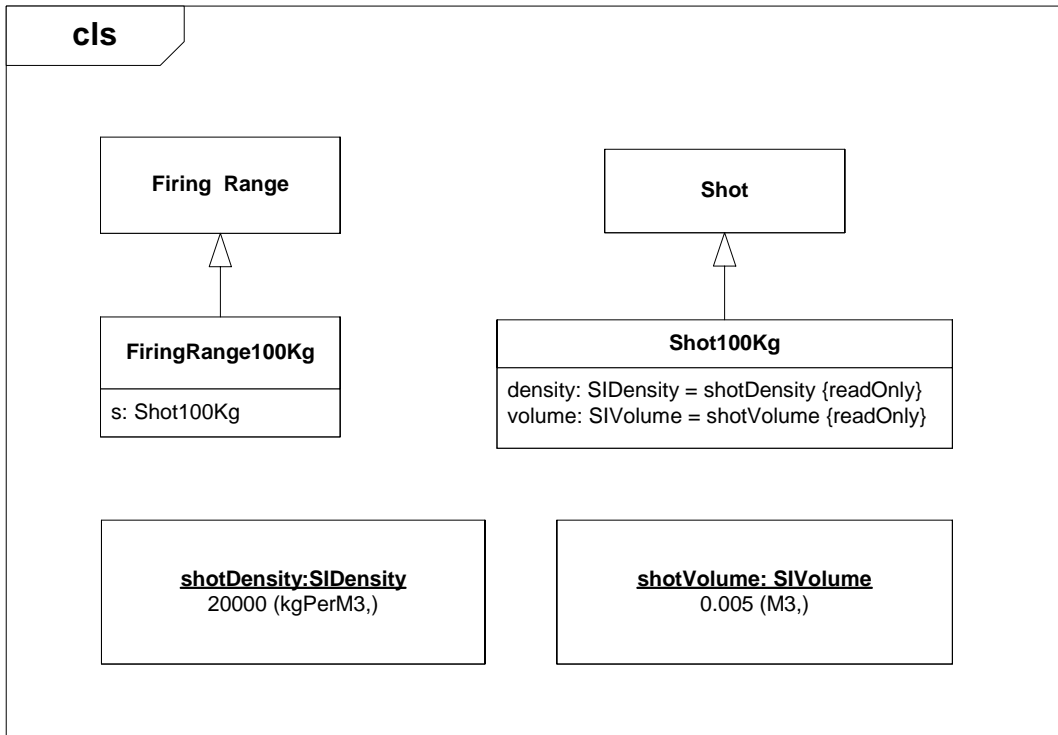 cls
Firing Range
Shot
FiringRange100Kg
s: Shot100Kg
Shot100Kg
density: SIDensity = shotDensity {readOnly}
volume: SIVolume = shotVolume {readOnly}
shotDensity:SIDensity
20000 (kgPerM3,)
shotVolume: SIVolume
0.005 (M3,)